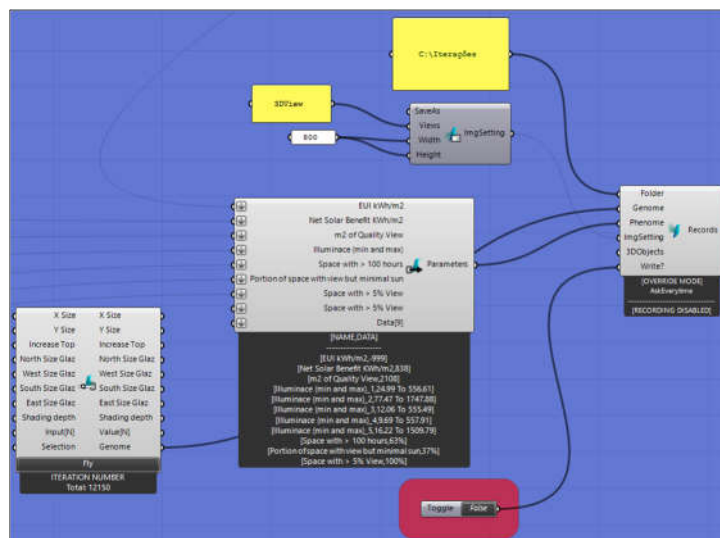 C:\Iterações
3DView
800
SaveAs
Views
Width
Height
ImgSetting
Folder
Genome
Phenome
ImgSetting
3DObjects
Write?
Records
[OVERRIDE MODE]
AskEverytime
[RECORDING DISABLED]
EUI kWh/m2
Net Solar Benefit KWh/m2
m2 of Quality View
Illuminace (min and max)
Space with > 100 hours
Portion of space with view but minimal sun
Space with > 5% View
Space with > 5% View
Data[9]
Parameters
[NAME,DATA]
[EUI kWh/m2,-999]
[Net Solar Benefit KWh/m2,838]
[m2 of Quality View,2108]
[Illuminace (min and max)_1,24.99 To 556.61]
[Illuminace (min and max)_2,77.47 To 1747.88]
[Illuminace (min and max)_3,12.06 To 555.49]
[Illuminace (min and max)_4,9.69 To 557.91]
[Illuminace (min and max)_5,16.22 To 1509.79]
[Space with > 100 hours,63%]
[Portion of space with view but minimal sun,37%]
[Space with > 5% View,100%]
X Size X Size
Y Size Y Size
Increase Top Increase Top
North Size Glaz North Size Glaz
West Size Glaz West Size Glaz
South Size Glaz South Size Glaz
East Size Glaz East Size Glaz
Shading depth Shading depth
Input[N] Value[N]
Selection Genome
Fly
ITERATION NUMBER
Total: 12150
Toggle False